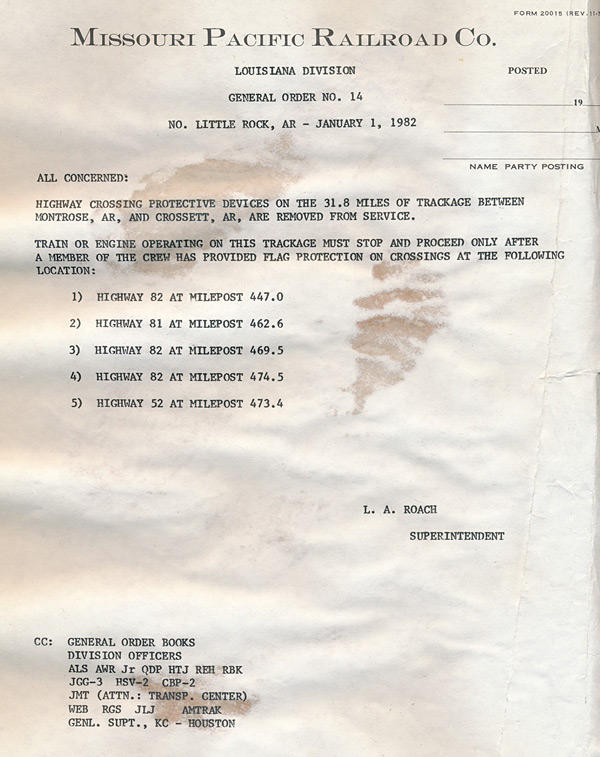 FORM 20015 (REV. 11-
MISSOURI PACIFIC RAILROAD CO.
LOUISIANA DIVISION
POSTED
GENERAL ORDER NO. 14
19
NO. LITTLE ROCK, AR - JANUARY 1, 1982
M
NAME PARTY POSTING
ALL CONCERNED:
HIGHWAY CROSSING PROTECTIVE DEVICES ON THE 31.8 MILES OF TRACKAGE BETWEEN
MONTROSE, AR, AND CROSSETT, AR, ARE REMOVED FROM SERVICE.
TRAIN OR ENGINE OPERATING ON THIS TRACKAGE MUST STOP AND PROCEED ONLY AFTER
A MEMBER OF THE CREW HAS PROVIDED FLAG PROTECTION ON CROSSINGS AT THE FOLLOWING
LOCATION:
1) HIGHWAY 82 AT MILEPOST 447.0
2) HIGHWAY 81 AT MILEPOST 462.6
3) HIGHWAY 82 AT MILEPOST 469.5
4) HIGHWAY 82 AT MILEPOST 474.5
5) HIGHWAY 52 AT MILEPOST 473.4
L. A. ROACH
SUPERINTENDENT
CC: GENERAL ORDER BOOKS
DIVISION OFFICERS
ALS AWR Jr QDP HTJ REH RBK
JGG-3 HSV-2 CBP-2
JMT (ATTN.: TRANSP. CENTER)
WEB RGS JLJ AMTRAK
GENL. SUPT., KC - HOUSTON